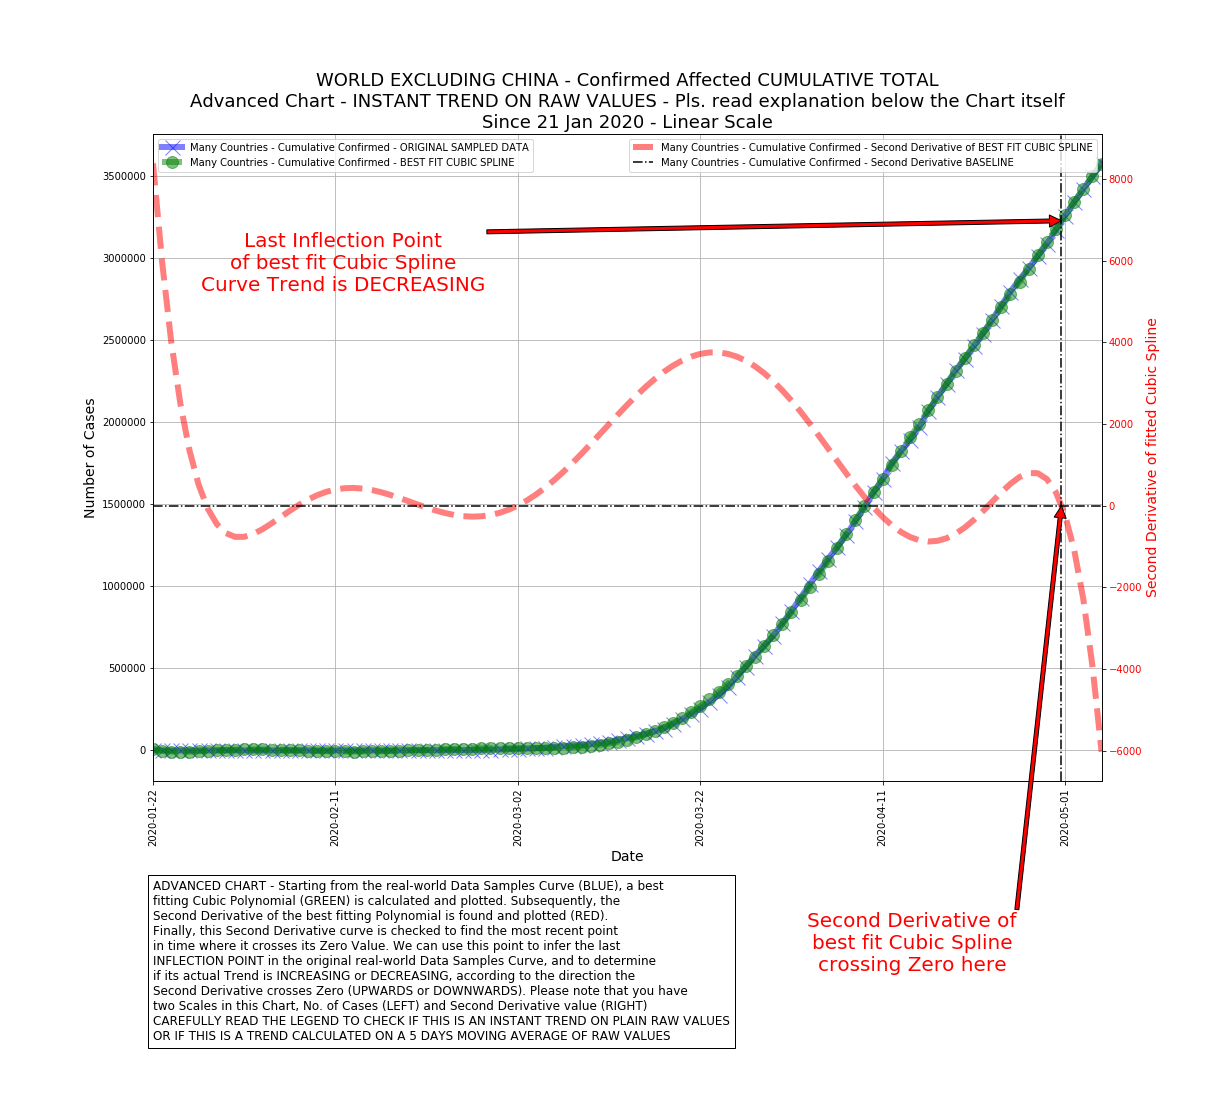 WORLD EXCLUDING CHINA - Confirmed Affected CUMULATIVE TOTAL
Advanced Chart - INSTANT TREND ON RAW VALUES - Pls. read explanation below the Chart itself
Since 21 Jan 2020 - Linear Scale
Many Countries - Cumulative Confirmed - ORIGINAL SAMPLED DATA
Many Countries - Cumulative Confirmed - BEST FIT CUBIC SPLINE
Many Countries - Cumulative Confirmed - Second Derivative of BEST FIT CUBIC SPLINE
Many Countries - Cumulative Confirmed - Second Derivative BASELINE
Last Inflection Point
of best fit Cubic Spline
Curve Trend is DECREASING
Number of Cases
3500000
3000000
2500000
2000000
1500000
1000000
500000
0
8000
6000
4000
2000
0
−2000
−4000
−6000
Second Derivative of fitted Cubic Spline
2020-01-22
2020-02-11
2020-03-02
2020-03-22
2020-04-11
2020-05-01
Date
ADVANCED CHART - Starting from the real-world Data Samples Curve (BLUE), a best
fitting Cubic Polynomial (GREEN) is calculated and plotted. Subsequently, the
Second Derivative of the best fitting Polynomial is found and plotted (RED).
Finally, this Second Derivative curve is checked to find the most recent point
in time where it crosses its Zero Value. We can use this point to infer the last
INFLECTION POINT in the original real-world Data Samples Curve, and to determine
if its actual Trend is INCREASING or DECREASING, according to the direction the
Second Derivative crosses Zero (UPWARDS or DOWNWARDS). Please note that you have
two Scales in this Chart, No. of Cases (LEFT) and Second Derivative value (RIGHT)
CAREFULLY READ THE LEGEND TO CHECK IF THIS IS AN INSTANT TREND ON PLAIN RAW VALUES
OR IF THIS IS A TREND CALCULATED ON A 5 DAYS MOVING AVERAGE OF RAW VALUES
Second Derivative of
best fit Cubic Spline
crossing Zero here